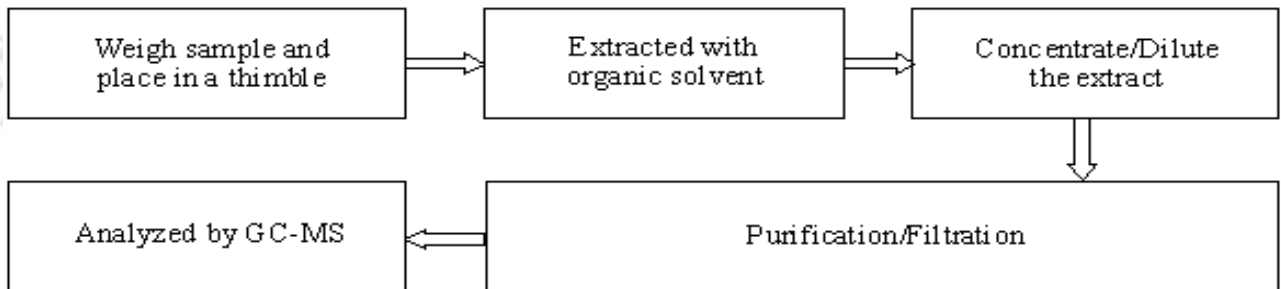 Weigh sample and
place in a thimble
Extracted with
organic solvent
Concentrate/Dilute
the extract
Purification/Filtration
Analyzed by GC-MS